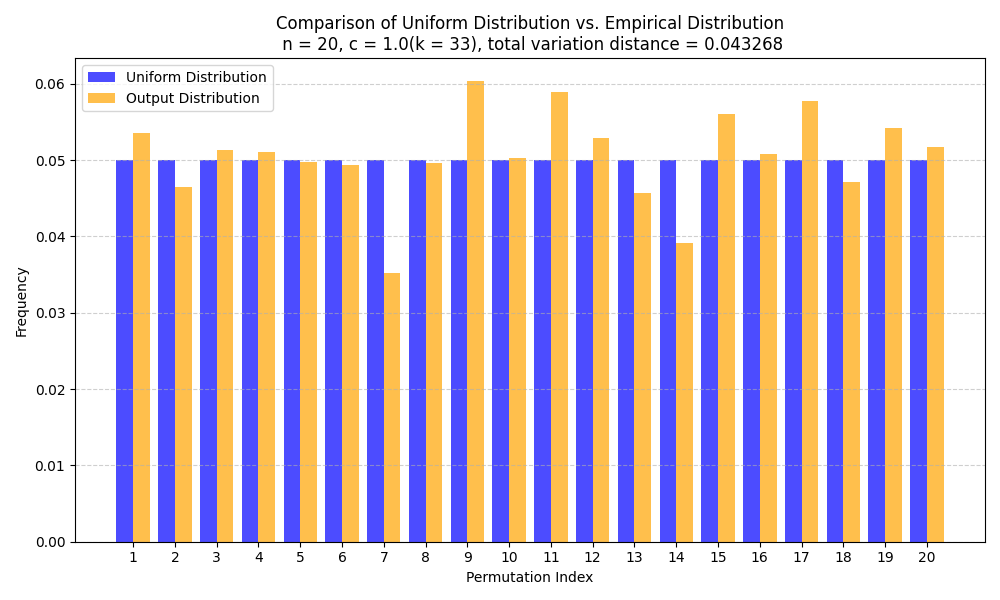 Comparison of Uniform Distribution vs. Empirical Distribution
n = 20, c = 1.0(k = 33), total variation distance = 0.043268
Uniform Distribution
Output Distribution
Frequency
0.06
0.05
0.04
0.03
0.02
0.01
0.00
1 2 3 4 5 6 7 8 9 10 11 12 13 14 15 16 17 18 19 20
Permutation Index